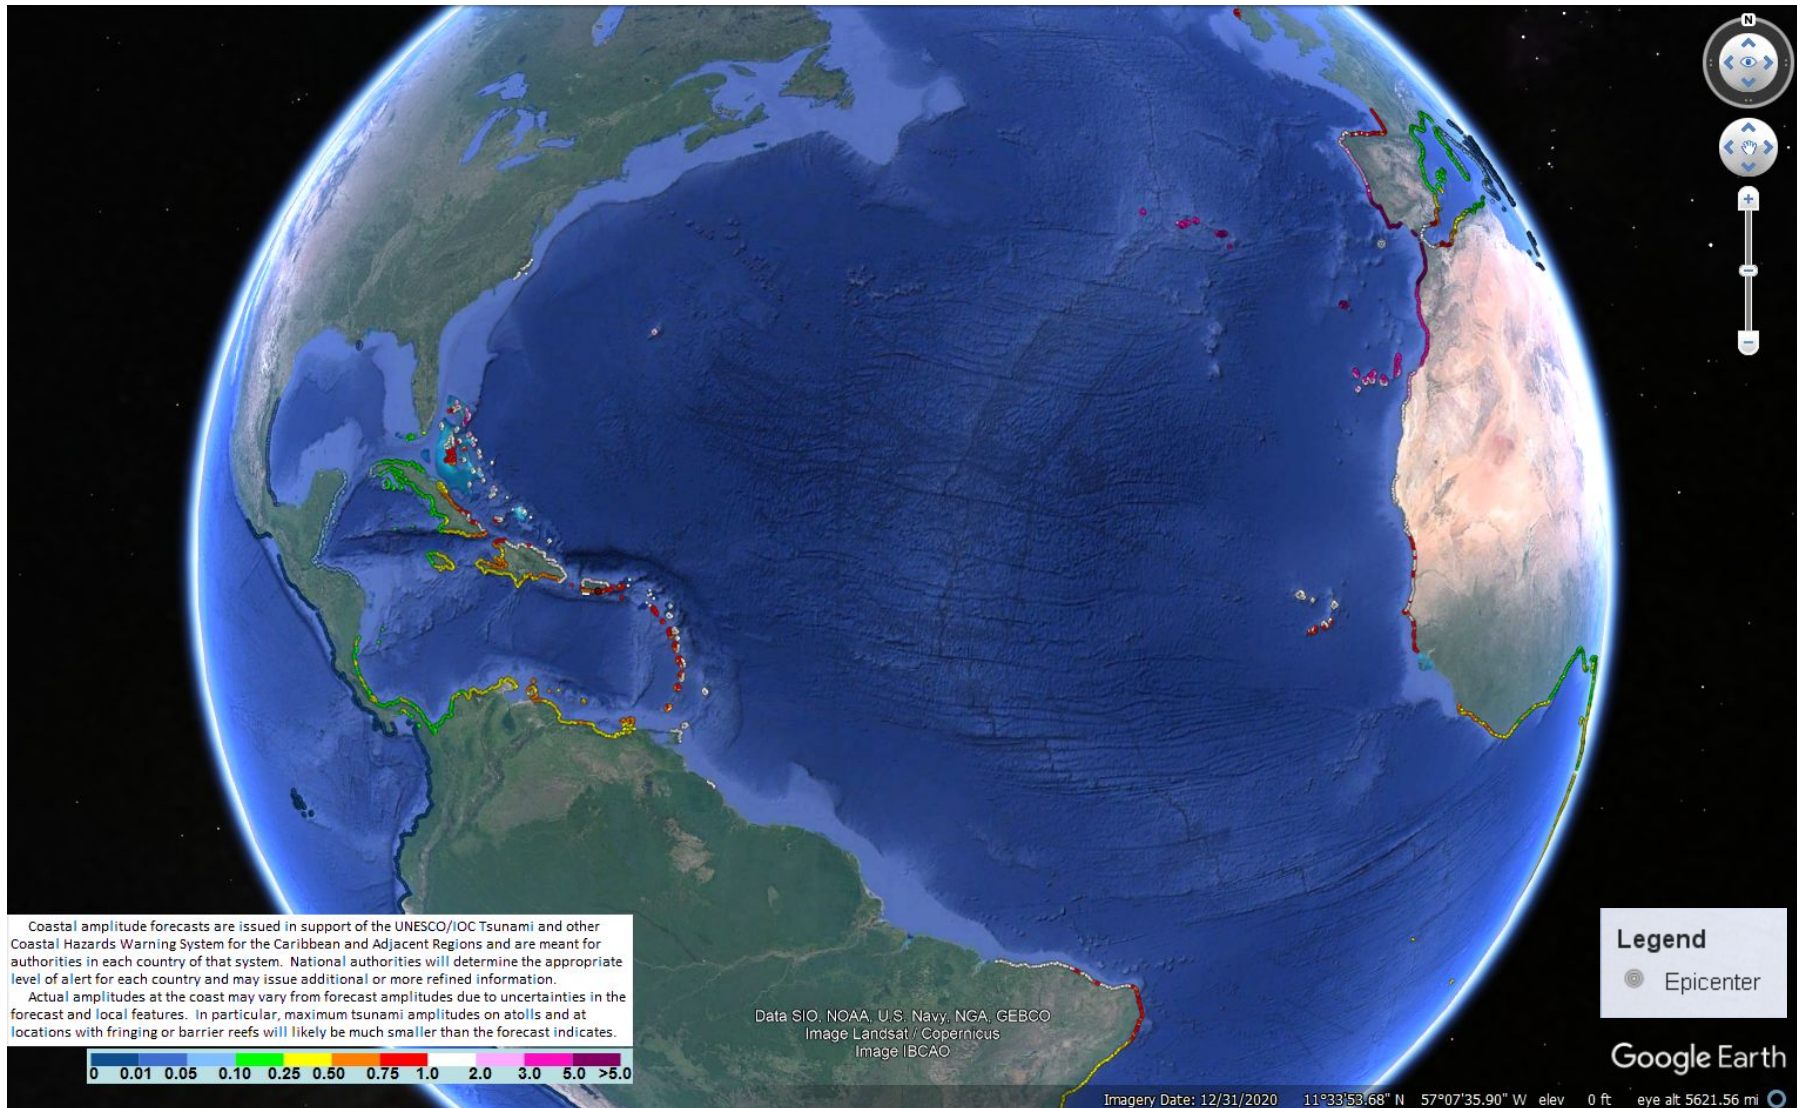 N
Coastal amplitude forecasts are issued in support of the UNESCO/IOC Tsunami and other
Coastal Hazards Warning System for the Caribbean and Adjacent Regions and are meant for
authorities in each country of that system. National authorities will determine the appropriate
level of alert for each country and may issue additional or more refined information.
Actual amplitudes at the coast may vary from forecast amplitudes due to uncertainties in the
forecast and local features. In particular, maximum tsunami amplitudes on atolls and at
locations with fringing or barrier reefs will likely be much smaller than the forecast indicates.
0 0.01 0.05 0.10 0.25 0.50 0.75 1.0 2.0 3.0 5.0 >5.0
Data SIO, NOAA, U.S. Navy, NGA, GEBCO
Image Landsat / Copernicus
Image IBCAO
Legend
Epicenter
Google Earth
Imagery Date: 12/31/2020 11°33'53.68" N 57°07'35.90" W elev 0 ft eye alt 5621.56 mi